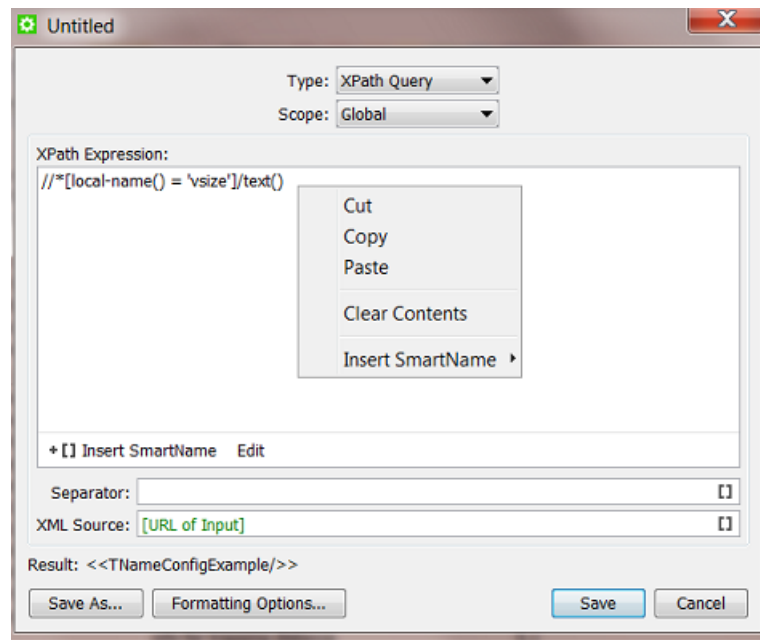 Untitled
X
Type: XPath Query
Scope: Global
XPath Expression:
//*[local-name() = 'vsize']/text()
Cut
Copy
Paste
Clear Contents
Insert SmartName
+[] Insert SmartName Edit
Separator: []
XML Source: [URL of Input] []
Result: <<TNameConfigExample/>>
Save As... Formatting Options... Save Cancel